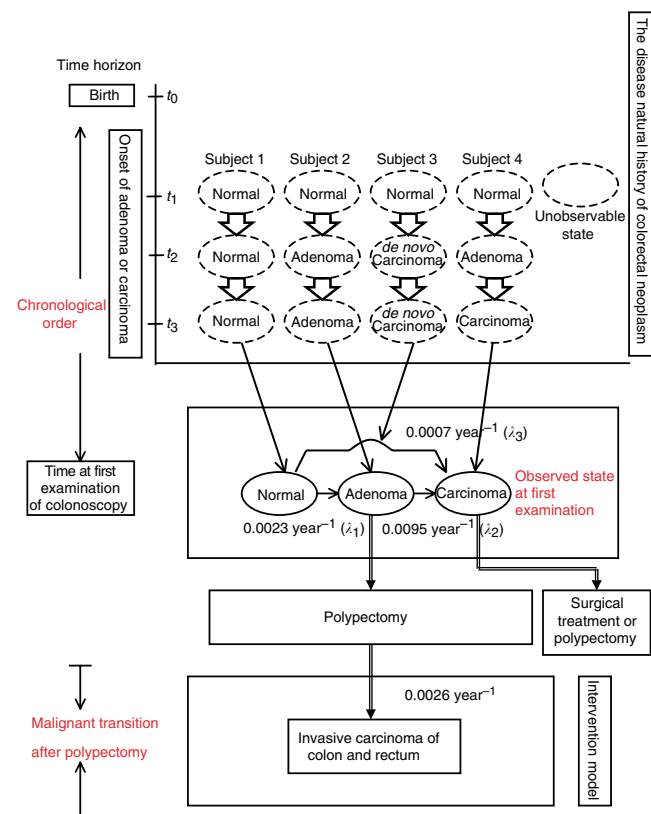 The disease natural history of colorectal neoplasm
Time horizon
Birth
t0
Onset of adenoma or carcinoma
Subject 1
Subject 2
Subject 3
Subject 4
t1
Normal
Normal
Normal
Normal
Unobservable
state
t2
Normal
Adenoma
de novo
Carcinoma
Adenoma
Chronological
order
t3
Normal
Adenoma
de novo
Carcinoma
Carcinoma
0.0007 year⁻¹ (λ3)
Time at first
examination
of colonoscopy
Normal
Adenoma
Carcinoma
Observed state
at first
examination
0.0023 year⁻¹ (λ1)
0.0095 year⁻¹ (λ2)
Polypectomy
Surgical
treatment or
polypectomy
0.0026 year⁻¹
Malignant transition
after polypectomy
Invasive carcinoma of
colon and rectum
Intervention model